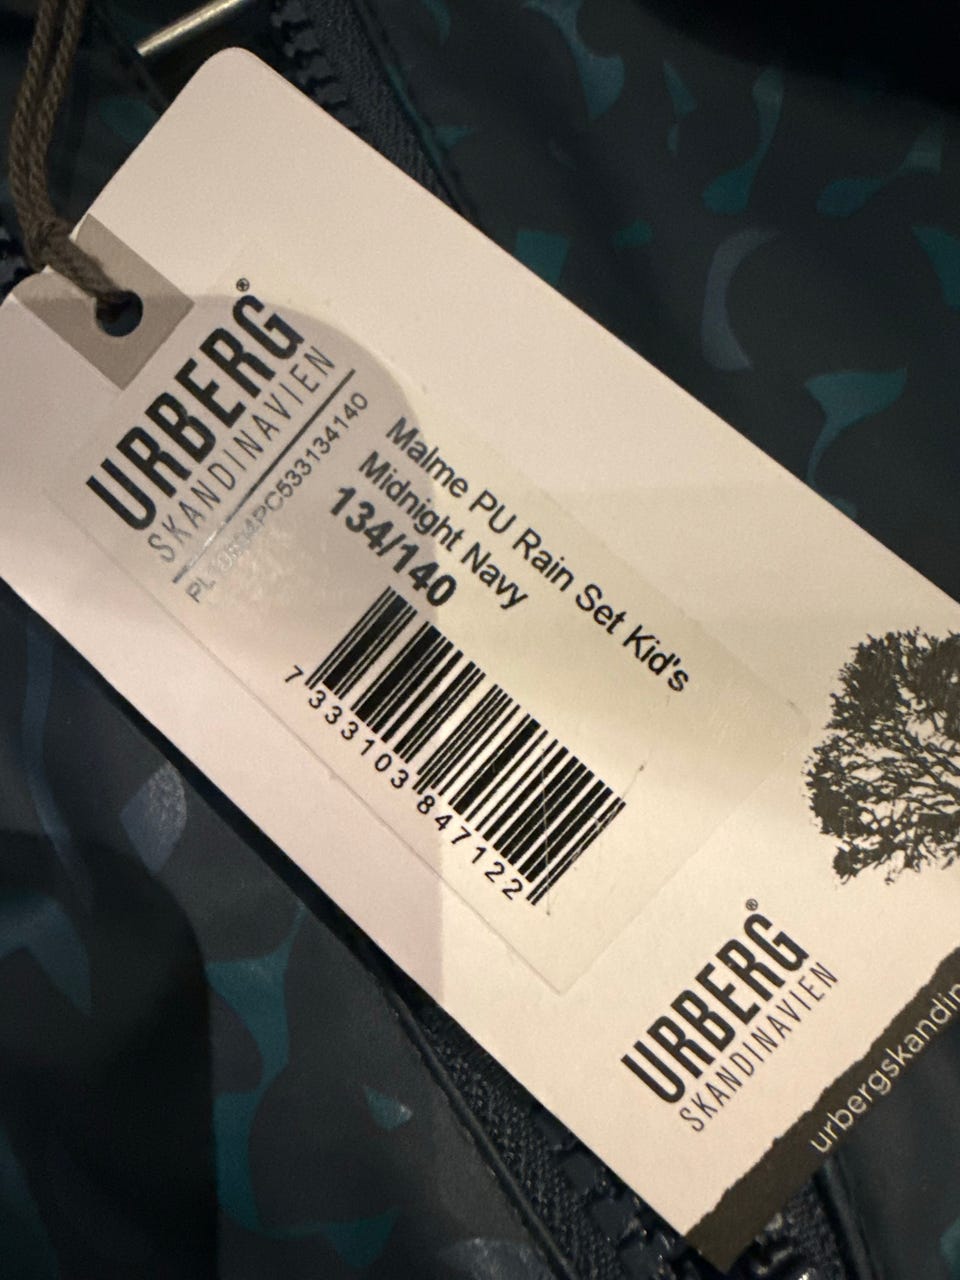 URBERG®
SKANDINAVIEN
Malme PU Rain Set Kid's
Midnight Navy
134/140
7 333103 847122
URBERG®
SKANDINAVIEN